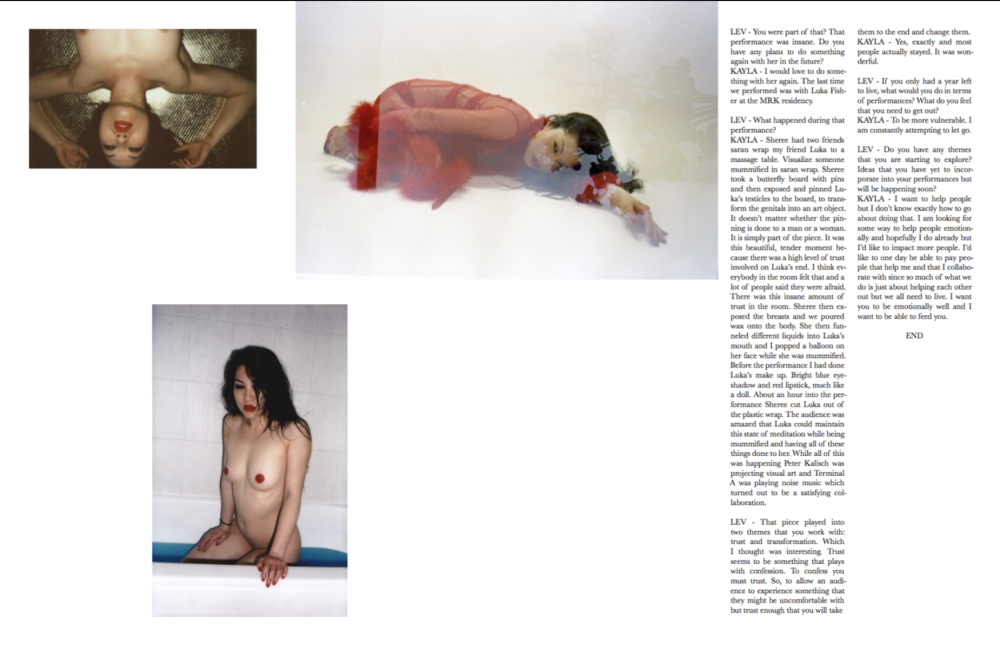 LEV - You were part of that? That
performance was insane. Do you
have any plans to do something
again with her in the future?
KAYLA - I would love to do some-
thing with her again. The last time
we performed was with Luka Fish-
er at the MRK residency.
LEV - What happened during that
performance?
KAYLA - Sheree had two friends
saran wrap my friend Luka to a
massage table. Visualize someone
mummified in saran wrap. Sheree
took a butterfly board with pins
and then exposed and pinned Lu-
ka's testicles to the board, to trans-
form the genitals into an art object.
It doesn't matter whether the pin-
ning is done to a man or a woman.
It is simply part of the piece. It was
this beautiful, tender moment be-
cause there was a high level of trust
involved on Luka's end. I think ev-
erybody in the room felt that and a
lot of people said they were afraid.
There was this insane amount of
trust in the room. Sheree then ex-
posed the breasts and we poured
wax onto the body. She then fun-
neled different liquids into Luka's
mouth and I popped a balloon on
her face while she was mummified.
Before the performance I had done
Luka's make up. Bright blue eye-
shadow and red lipstick, much like
a doll. About an hour into the per-
formance Sheree cut Luka out of
the plastic wrap. The audience was
amazed that Luka could maintain
this state of meditation while being
mummified and having all of these
things done to her. While all of this
was happening Peter Kalisch was
projecting visual art and Terminal
A was playing noise music which
turned out to be a satisfying col-
laboration.
LEV - That piece played into
two themes that you work with:
trust and transformation. Which
I thought was interesting. Trust
seems to be something that plays
with confession. To confess you
must trust. So, to allow an audi-
ence to experience something that
they might be uncomfortable with
but trust enough that you will take
them to the end and change them.
KAYLA - Yes, exactly and most
people actually stayed. It was won-
derful.
LEV - If you only had a year left
to live, what would you do in terms
of performances? What do you feel
that you need to get out?
KAYLA - To be more vulnerable. I
am constantly attempting to let go.
LEV - Do you have any themes
that you are starting to explore?
Ideas that you have yet to incor-
porate into your performances but
will be happening soon?
KAYLA - I want to help people
but I don't know exactly how to go
about doing that. I am looking for
some way to help people emotion-
ally and hopefully I do already but
I'd like to impact more people. I'd
like to one day be able to pay peo-
ple that help me and that I collabo-
rate with since so much of what we
do is just about helping each other
out but we all need to live. I want
you to be emotionally well and I
want to be able to feed you.
END